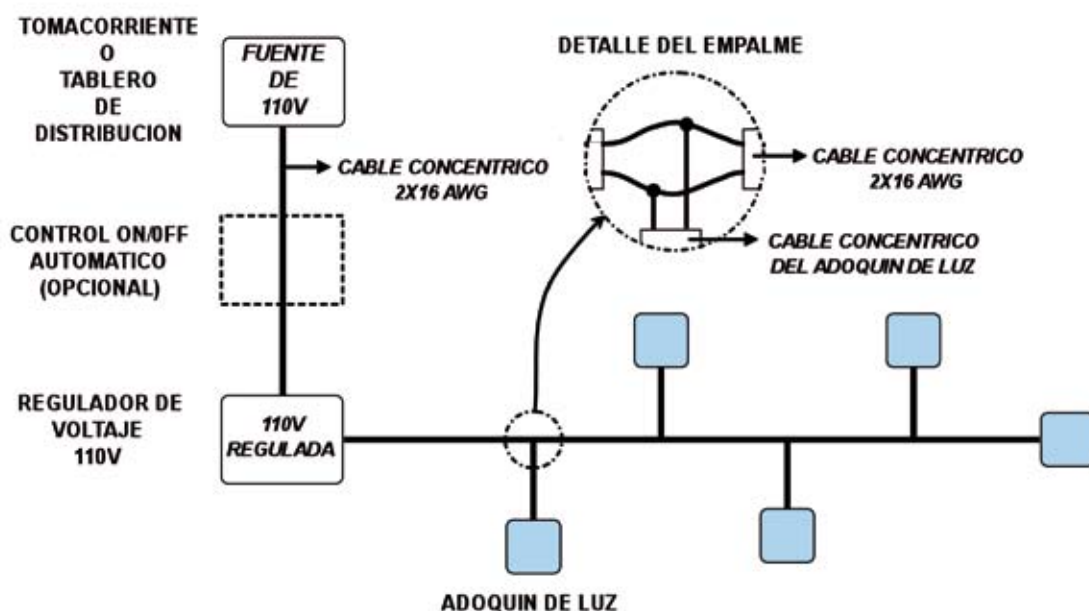 TOMACORRIENTE
O
TABLERO
DE
DISTRIBUCION
FUENTE
DE
110V
DETALLE DEL EMPALME
CABLE CONCENTRICO
2X16 AWG
CABLE CONCENTRICO
2X16 AWG
CABLE CONCENTRICO
DEL ADOQUIN DE LUZ
CONTROL ON/0FF
AUTOMATICO
(OPCIONAL)
REGULADOR DE
VOLTAJE
110V
110V
REGULADA
ADOQUIN DE LUZ